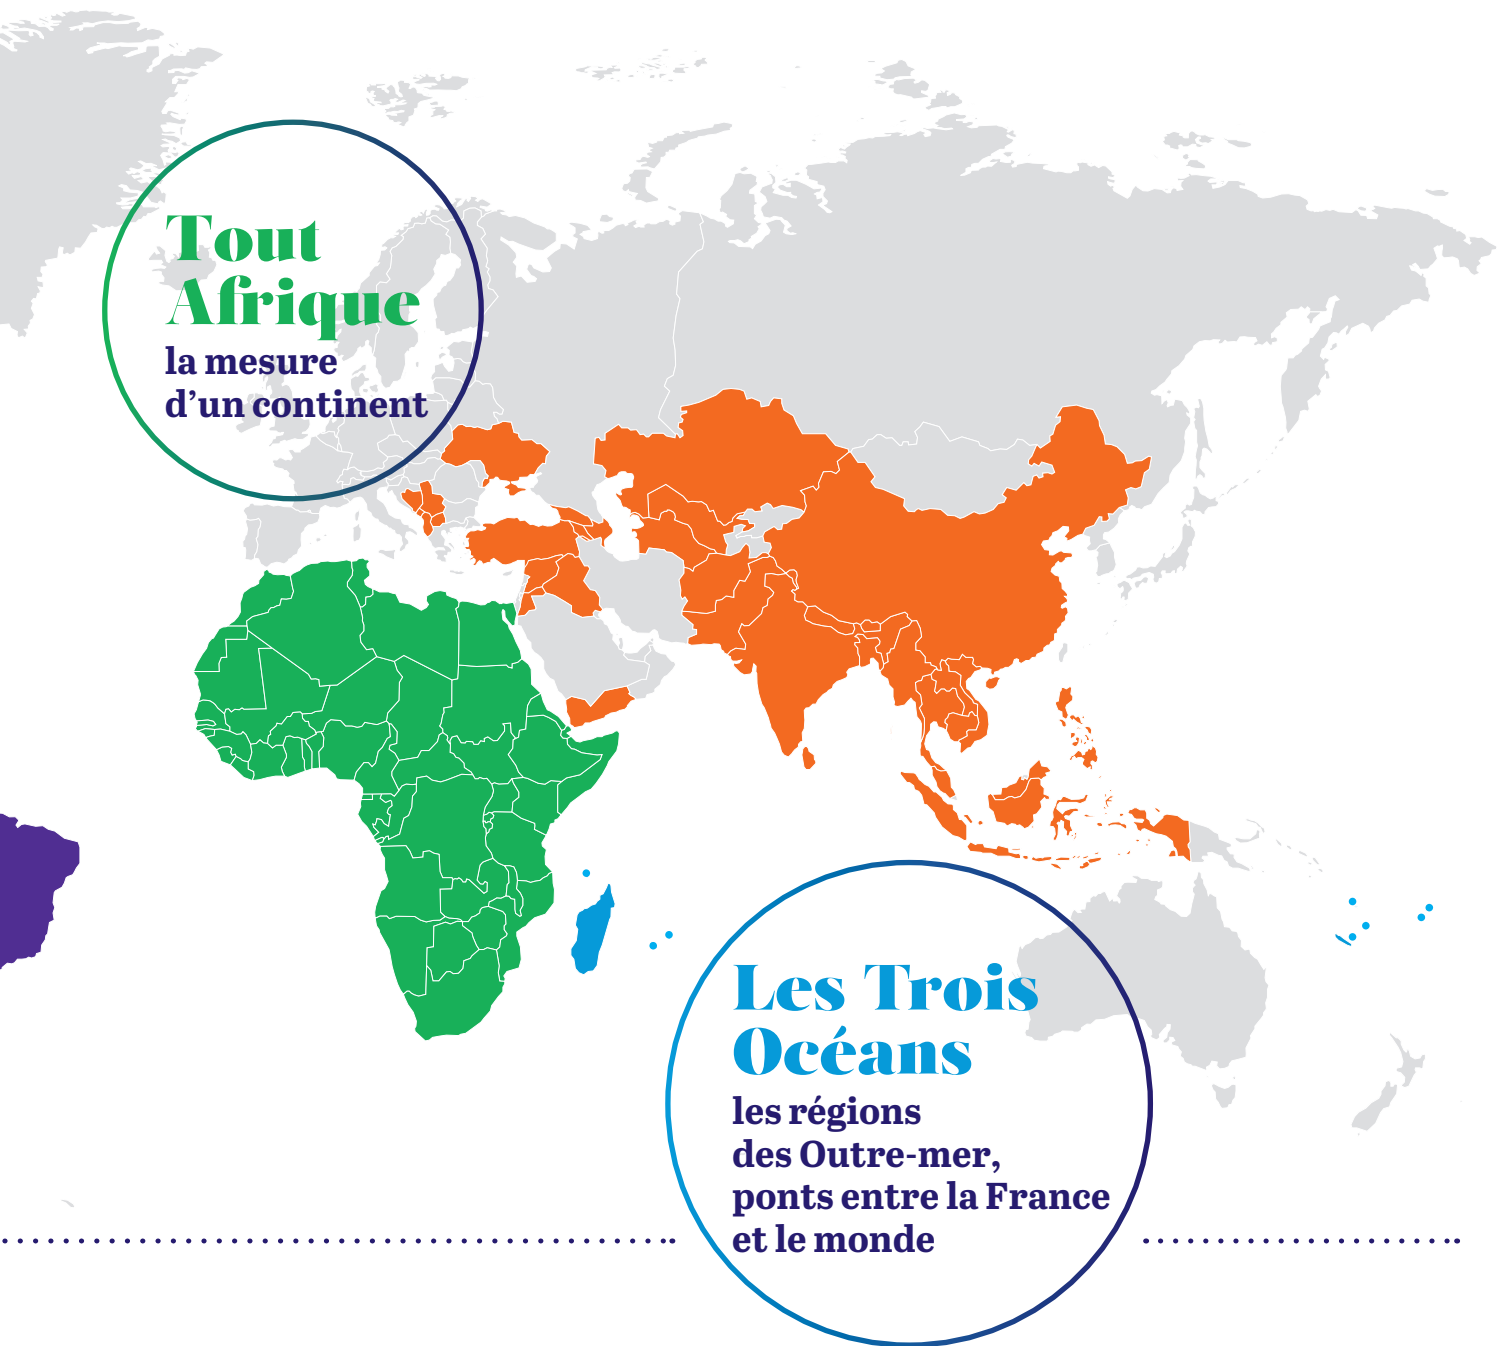 Tout
Afrique
la mesure
d’un continent
Les Trois
Océans
les régions
des Outre-mer,
ponts entre la France
et le monde